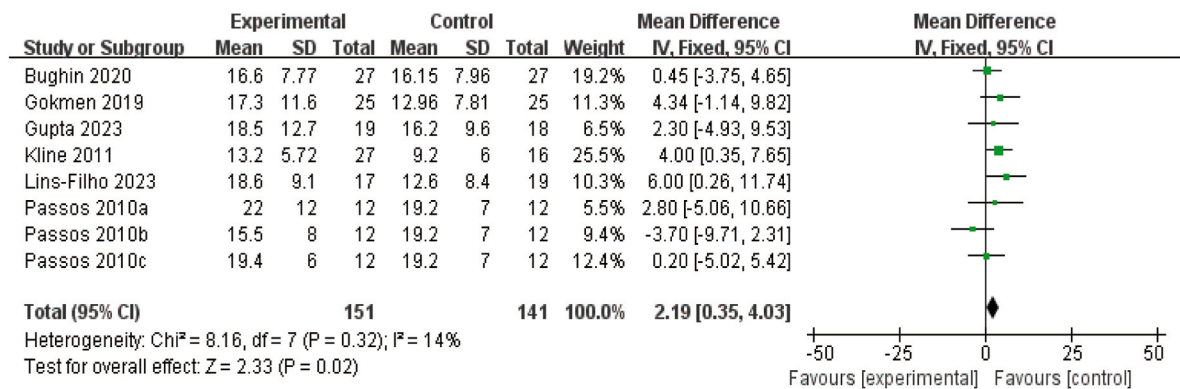 Experimental Control Mean Difference Mean Difference
Study or Subgroup Mean SD Total Mean SD Total Weight IV, Fixed, 95% CI IV, Fixed, 95% CI
Bughin 2020 16.6 7.77 27 16.15 7.96 27 19.2% 0.45 [-3.75, 4.65]
Gokmen 2019 17.3 11.6 25 12.96 7.81 25 11.3% 4.34 [-1.14, 9.82]
Gupta 2023 18.5 12.7 19 16.2 9.6 18 6.5% 2.30 [-4.93, 9.53]
Kline 2011 13.2 5.72 27 9.2 6 16 25.5% 4.00 [0.35, 7.65]
Lins-Filho 2023 18.6 9.1 17 12.6 8.4 19 10.3% 6.00 [0.26, 11.74]
Passos 2010a 22 12 12 19.2 7 12 5.5% 2.80 [-5.06, 10.66]
Passos 2010b 15.5 8 12 19.2 7 12 9.4% -3.70 [-9.71, 2.31]
Passos 2010c 19.4 6 12 19.2 7 12 12.4% 0.20 [-5.02, 5.42]
Total (95% CI) 151 141 100.0% 2.19 [0.35, 4.03]
Heterogeneity: Chi² = 8.16, df = 7 (P = 0.32); I² = 14%
Test for overall effect: Z = 2.33 (P = 0.02)
-50 -25 0 25 50
Favours [experimental] Favours [control]